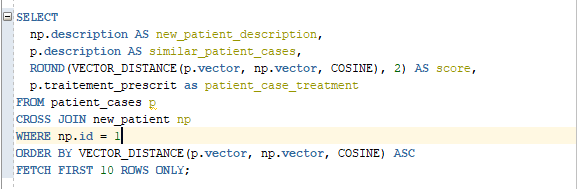 SELECT
np.description AS new_patient_description,
p.description AS similar_patient_cases,
ROUND(VECTOR_DISTANCE(p.vector, np.vector, COSINE), 2) AS score,
p.traitement_prescrit as patient_case_treatment
FROM patient_cases p
CROSS JOIN new_patient np
WHERE np.id = 1
ORDER BY VECTOR_DISTANCE(p.vector, np.vector, COSINE) ASC
FETCH FIRST 10 ROWS ONLY;